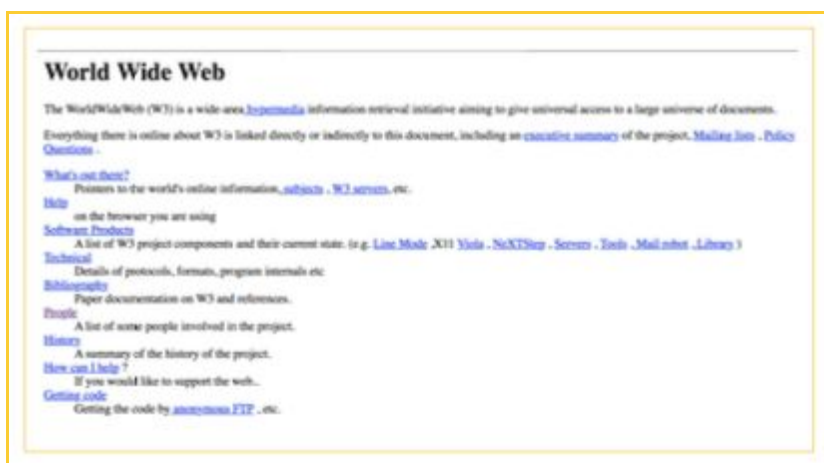 World Wide Web
The WorldWideWeb (W3) is a wide-area hypermedia information retrieval initiative aiming to give universal access to a large universe of documents.
Everything there is online about W3 is linked directly or indirectly to this document, including an executive summary of the project, Mailing lists , Policy
Questions .
What's out there?
Pointers to the world's online information, subjects , W3 servers, etc.
Help
on the browser you are using
Software Products
A list of W3 project components and their current state. (e.g. Line Mode ,X11 Viola , NeXTStep , Servers , Tools , Mail robot , Library )
Technical
Details of protocols, formats, program internals etc
Bibliography
Paper documentation on W3 and references.
People
A list of some people involved in the project.
History
A summary of the history of the project.
How can I help ?
If you would like to support the web..
Getting code
Getting the code by anonymous FTP , etc.